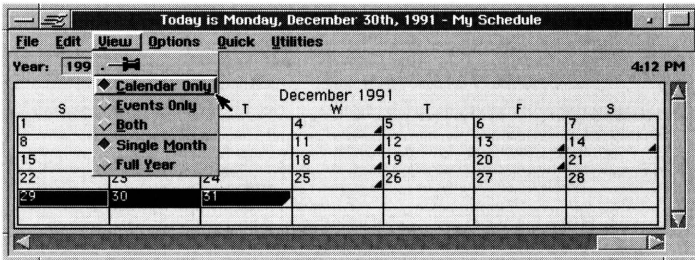 Today is Monday, December 30th, 1991 - My Schedule
File Edit View Options Quick Utilities
Year: 199 4:12 PM
Calendar Only
Events Only
Both
Single Month
Full Year
December 1991
S T W T F S
1 4 5 6 7
8 11 12 13 14
15 18 19 20 21
22 23 24 25 26 27 28
29 30 31